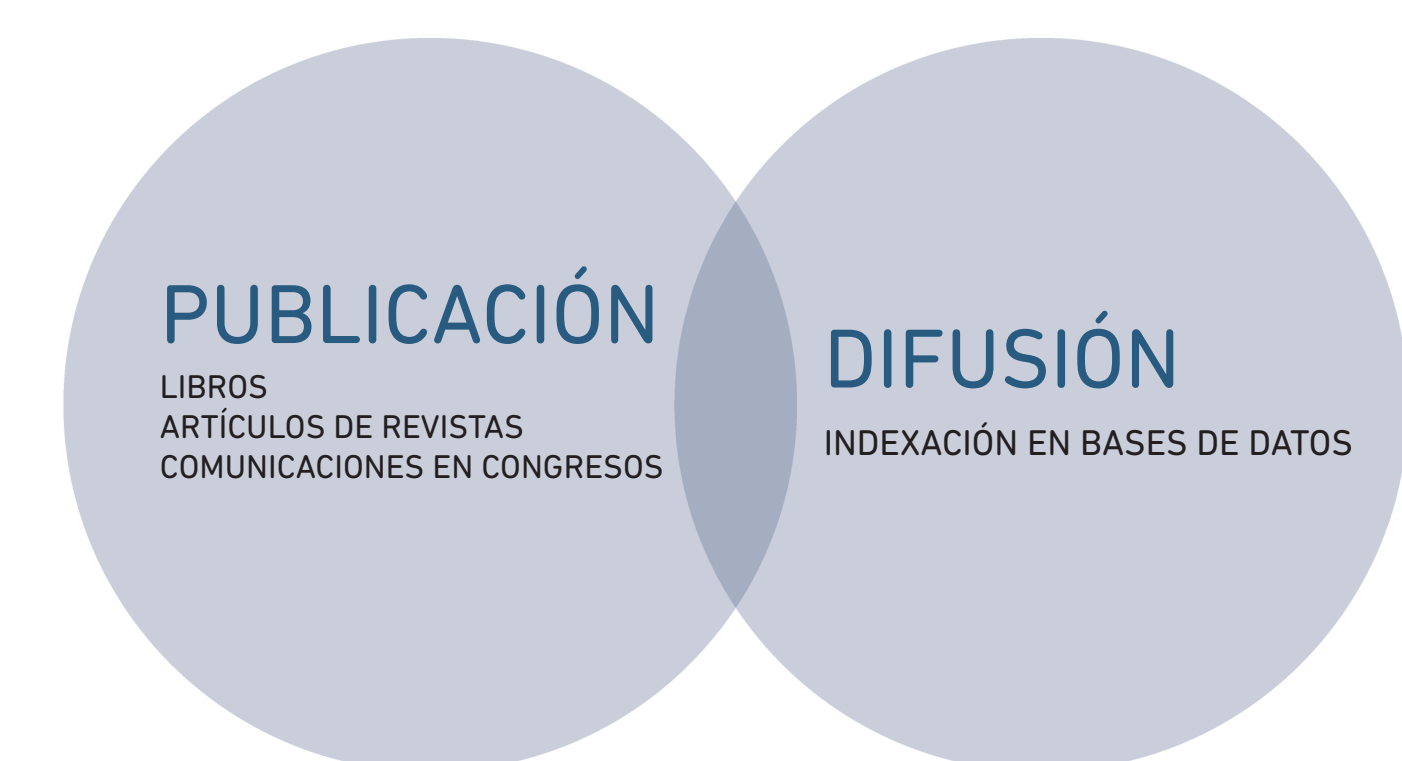 PUBLICACIÓN
LIBROS
ARTÍCULOS DE REVISTAS
COMUNICACIONES EN CONGRESOS
DIFUSIÓN
INDEXACIÓN EN BASES DE DATOS